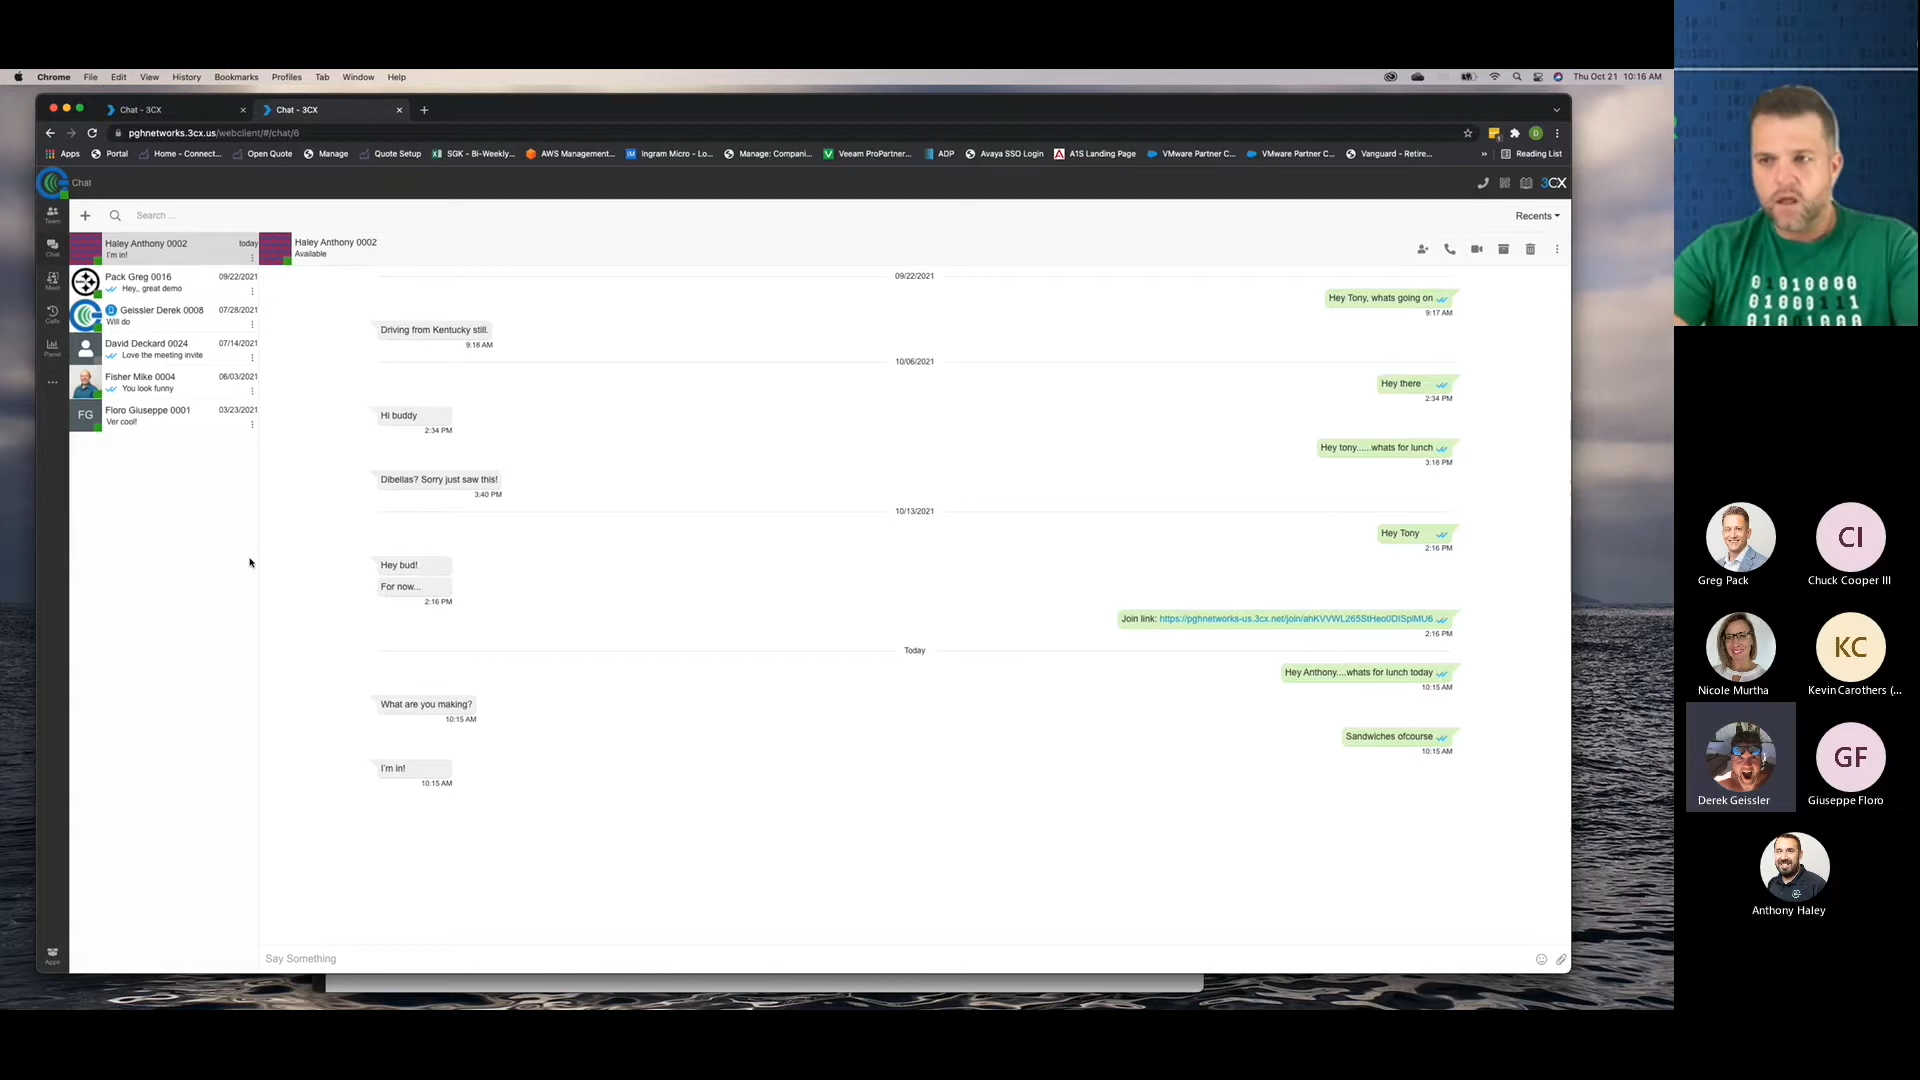 Chrome File Edit View History Bookmarks Profiles Tab Window Help
Thu Oct 21 10:16 AM
Chat - 3CX
Chat - 3CX
pghnetworks.3cx.us/webclient/#/chat/6
Apps Portal Home - Connect... Open Quote Manage Quote Setup SGK - Bi-Weekly... AWS Management... Ingram Micro - Lo... Manage: Compani... Veeam ProPartner... ADP Avaya SSO Login A1S Landing Page VMware Partner C... VMware Partner C... Vanguard - Retire... » Reading List
Chat
3CX
Team
Chat
Meet
Calls
Panel
Apps
Search ...
Recents
Haley Anthony 0002 today
I'm in!
Pack Greg 0016 09/22/2021
Hey,, great demo
Geissler Derek 0008 07/28/2021
Will do
David Deckard 0024 07/14/2021
Love the meeting invite
Fisher Mike 0004 06/03/2021
You look funny
FG
Floro Giuseppe 0001 03/23/2021
Ver cool!
Haley Anthony 0002
Available
09/22/2021
Hey Tony, whats going on
9:17 AM
Driving from Kentucky still.
9:18 AM
10/06/2021
Hey there
2:34 PM
Hi buddy
2:34 PM
Hey tony......whats for lunch
3:18 PM
Dibellas? Sorry just saw this!
3:40 PM
10/13/2021
Hey Tony
2:16 PM
Hey bud!
For now...
2:16 PM
Join link: https://pghnetworks-us.3cx.net/join/ahKVVWL265StHeo0DISplMU6
2:16 PM
Today
Hey Anthony....whats for lunch today
10:15 AM
What are you making?
10:15 AM
Sandwiches ofcourse
10:15 AM
I'm in!
10:15 AM
Say Something
Greg Pack
CI
Chuck Cooper III
Nicole Murtha
KC
Kevin Carothers (...
Derek Geissler
GF
Giuseppe Floro
Anthony Haley